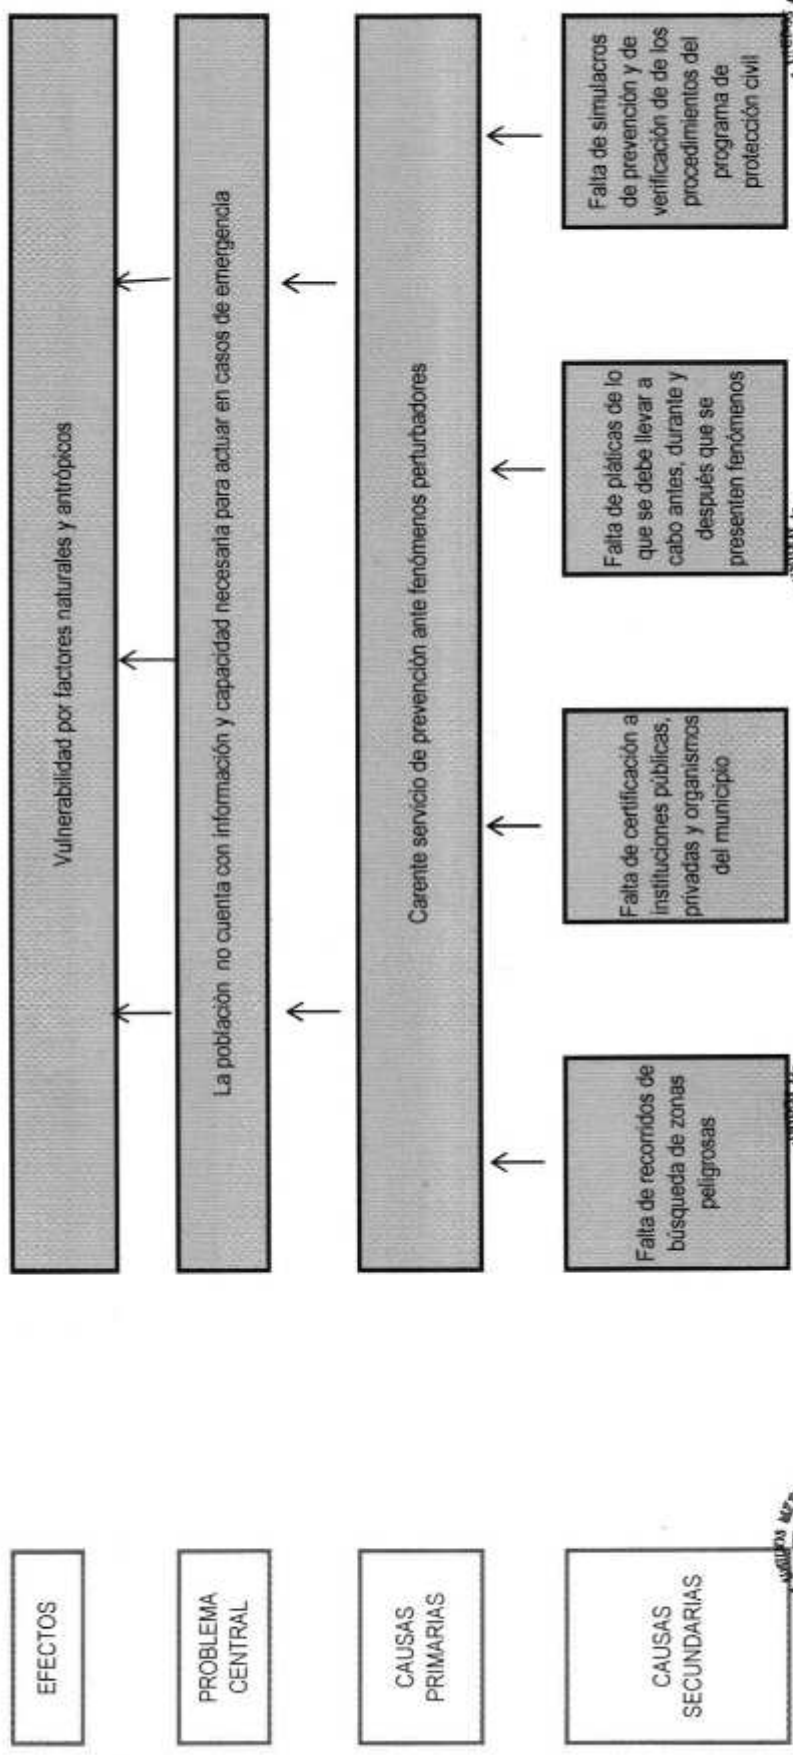 EFECTOS
Vulnerabilidad por factores naturales y antrópicos
PROBLEMA
CENTRAL
La población no cuenta con información y capacidad necesaria para actuar en casos de emergencia
CAUSAS
PRIMARIAS
Carente servicio de prevención ante fenómenos perturbadores
CAUSAS
SECUNDARIAS
Falta de recorridos de
búsqueda de zonas
peligrosas
Falta de certificación a
instituciones públicas,
privadas y organismos
del municipio
Falta de pláticas de lo
que se debe llevar a
cabo antes, durante y
después que se
presenten fenómenos
Falta de simulacros
de prevención y de
verificación de de los
procedimientos del
programa de
protección civil